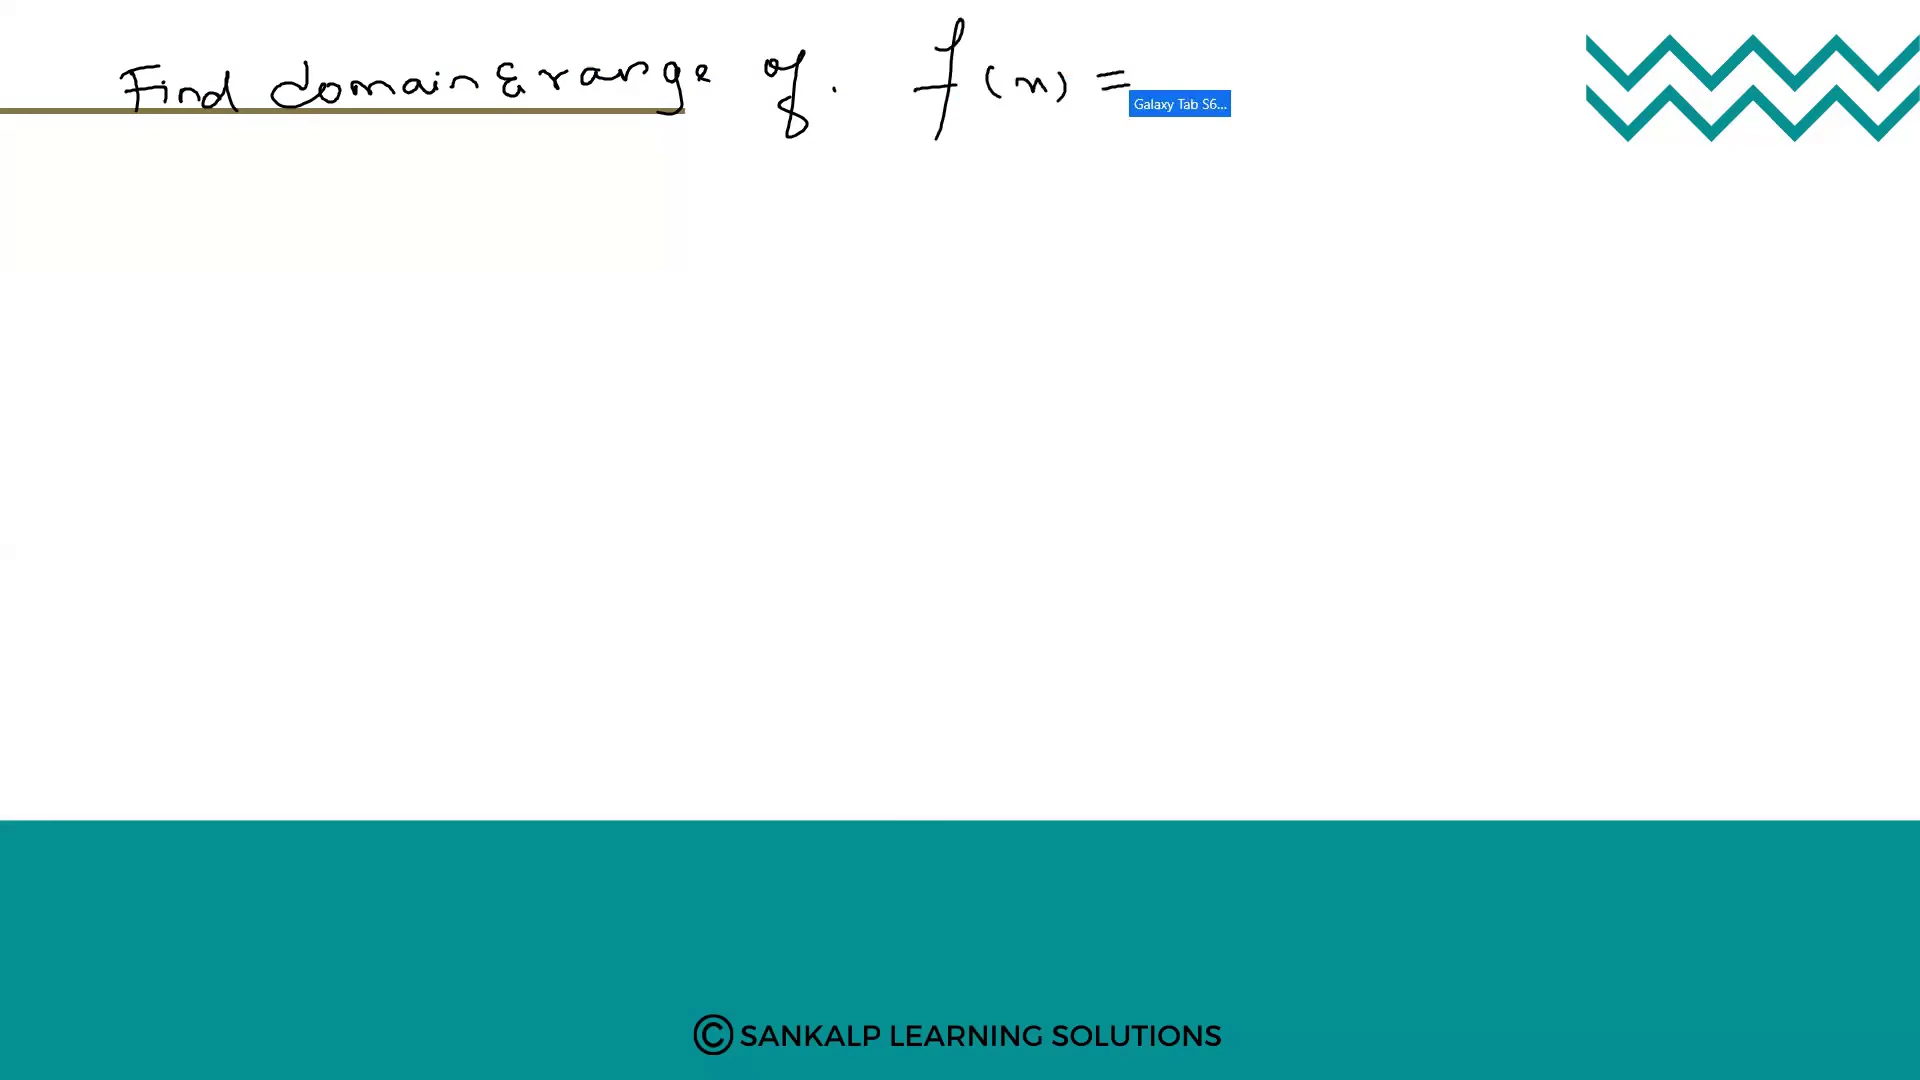 Find domain & range of. f(x) =
Galaxy Tab S6...
© SANKALP LEARNING SOLUTIONS